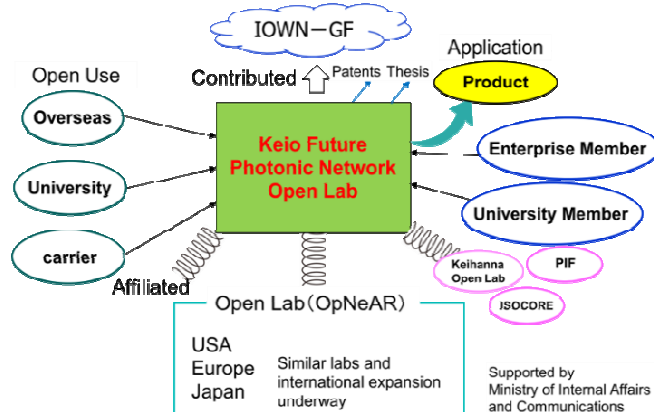 IOWN－GF
Application
Open Use
Contributed
Patents Thesis
Product
Overseas
Keio Future
Photonic Network
Open Lab
Enterprise Member
University
University Member
carrier
Affiliated
Keihanna
Open Lab
PIF
JSOCORE
Open Lab（OpNeAR）
USA
Europe
Japan
Similar labs and
international expansion
underway
Supported by
Ministry of Internal Affairs
and Communications